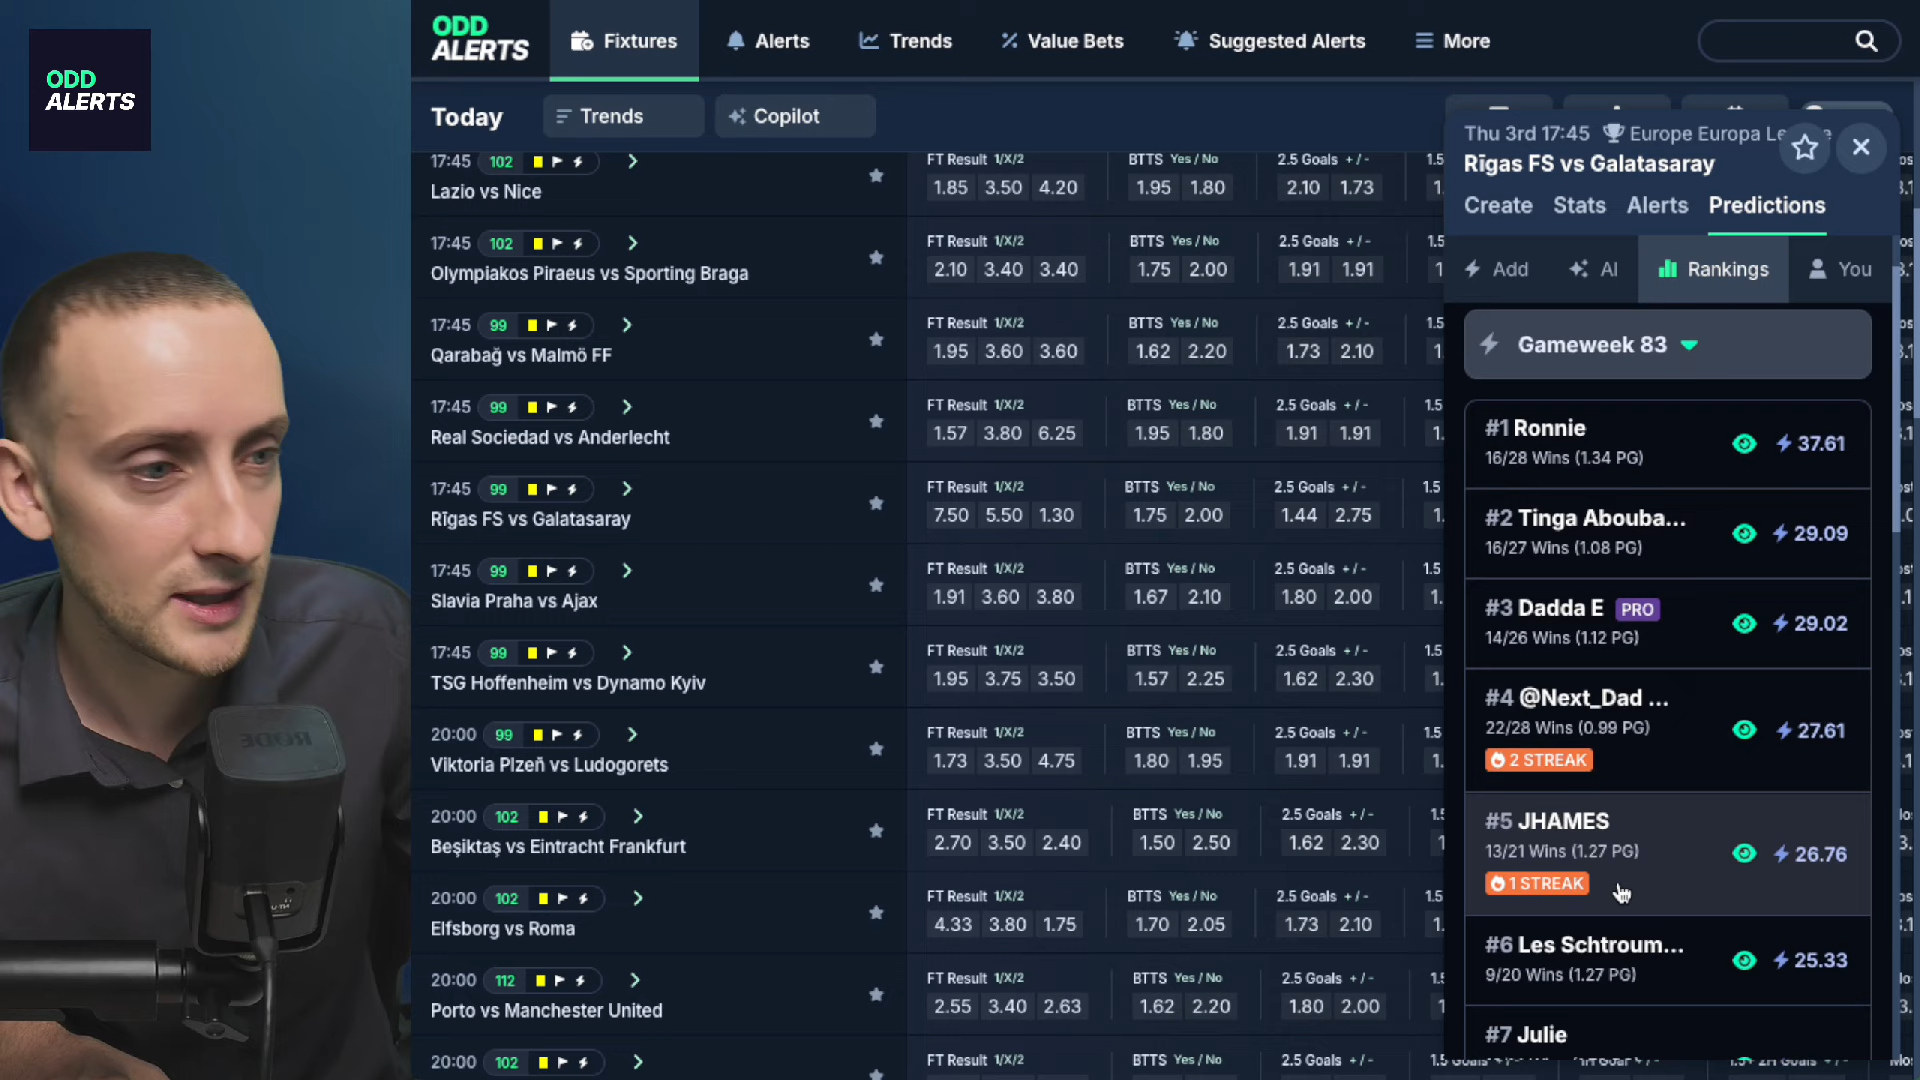 ODD
ALERTS
ODD
ALERTS
Fixtures
Alerts
Trends
Value Bets
Suggested Alerts
More
Today
Trends
Copilot
17:45 102
Lazio vs Nice
FT Result 1/X/2
1.85 3.50 4.20
BTTS Yes / No
1.95 1.80
2.5 Goals + / -
2.10 1.73
17:45 102
Olympiakos Piraeus vs Sporting Braga
FT Result 1/X/2
2.10 3.40 3.40
BTTS Yes / No
1.75 2.00
2.5 Goals + / -
1.91 1.91
17:45 99
Qarabağ vs Malmö FF
FT Result 1/X/2
1.95 3.60 3.60
BTTS Yes / No
1.62 2.20
2.5 Goals + / -
1.73 2.10
17:45 99
Real Sociedad vs Anderlecht
FT Result 1/X/2
1.57 3.80 6.25
BTTS Yes / No
1.95 1.80
2.5 Goals + / -
1.91 1.91
1.5
17:45 99
Rīgas FS vs Galatasaray
FT Result 1/X/2
7.50 5.50 1.30
BTTS Yes / No
1.75 2.00
2.5 Goals + / -
1.44 2.75
1.5
17:45 99
Slavia Praha vs Ajax
FT Result 1/X/2
1.91 3.60 3.80
BTTS Yes / No
1.67 2.10
2.5 Goals + / -
1.80 2.00
1.5
17:45 99
TSG Hoffenheim vs Dynamo Kyiv
FT Result 1/X/2
1.95 3.75 3.50
BTTS Yes / No
1.57 2.25
2.5 Goals + / -
1.62 2.30
1.5
20:00 99
Viktoria Plzeň vs Ludogorets
FT Result 1/X/2
1.73 3.50 4.75
BTTS Yes / No
1.80 1.95
2.5 Goals + / -
1.91 1.91
20:00 102
Beşiktaş vs Eintracht Frankfurt
FT Result 1/X/2
2.70 3.50 2.40
BTTS Yes / No
1.50 2.50
2.5 Goals + / -
1.62 2.30
20:00 102
Elfsborg vs Roma
FT Result 1/X/2
4.33 3.80 1.75
BTTS Yes / No
1.70 2.05
2.5 Goals + / -
1.73 2.10
20:00 112
Porto vs Manchester United
FT Result 1/X/2
2.55 3.40 2.63
BTTS Yes / No
1.62 2.20
2.5 Goals + / -
1.80 2.00
20:00 102
FT Result 1/X/2
BTTS Yes / No
2.5 Goals + / -
Thu 3rd 17:45 Europe Europa Le
Rīgas FS vs Galatasaray
Create Stats Alerts Predictions
Add AI Rankings You
Gameweek 83
#1 Ronnie
16/28 Wins (1.34 PG)
37.61
#2 Tinga Abouba...
16/27 Wins (1.08 PG)
29.09
#3 Dadda E PRO
14/26 Wins (1.12 PG)
29.02
#4 @Next_Dad ...
22/28 Wins (0.99 PG)
27.61
2 STREAK
#5 JHAMES
13/21 Wins (1.27 PG)
26.76
1 STREAK
#6 Les Schtroum...
9/20 Wins (1.27 PG)
25.33
#7 Julie
RODE